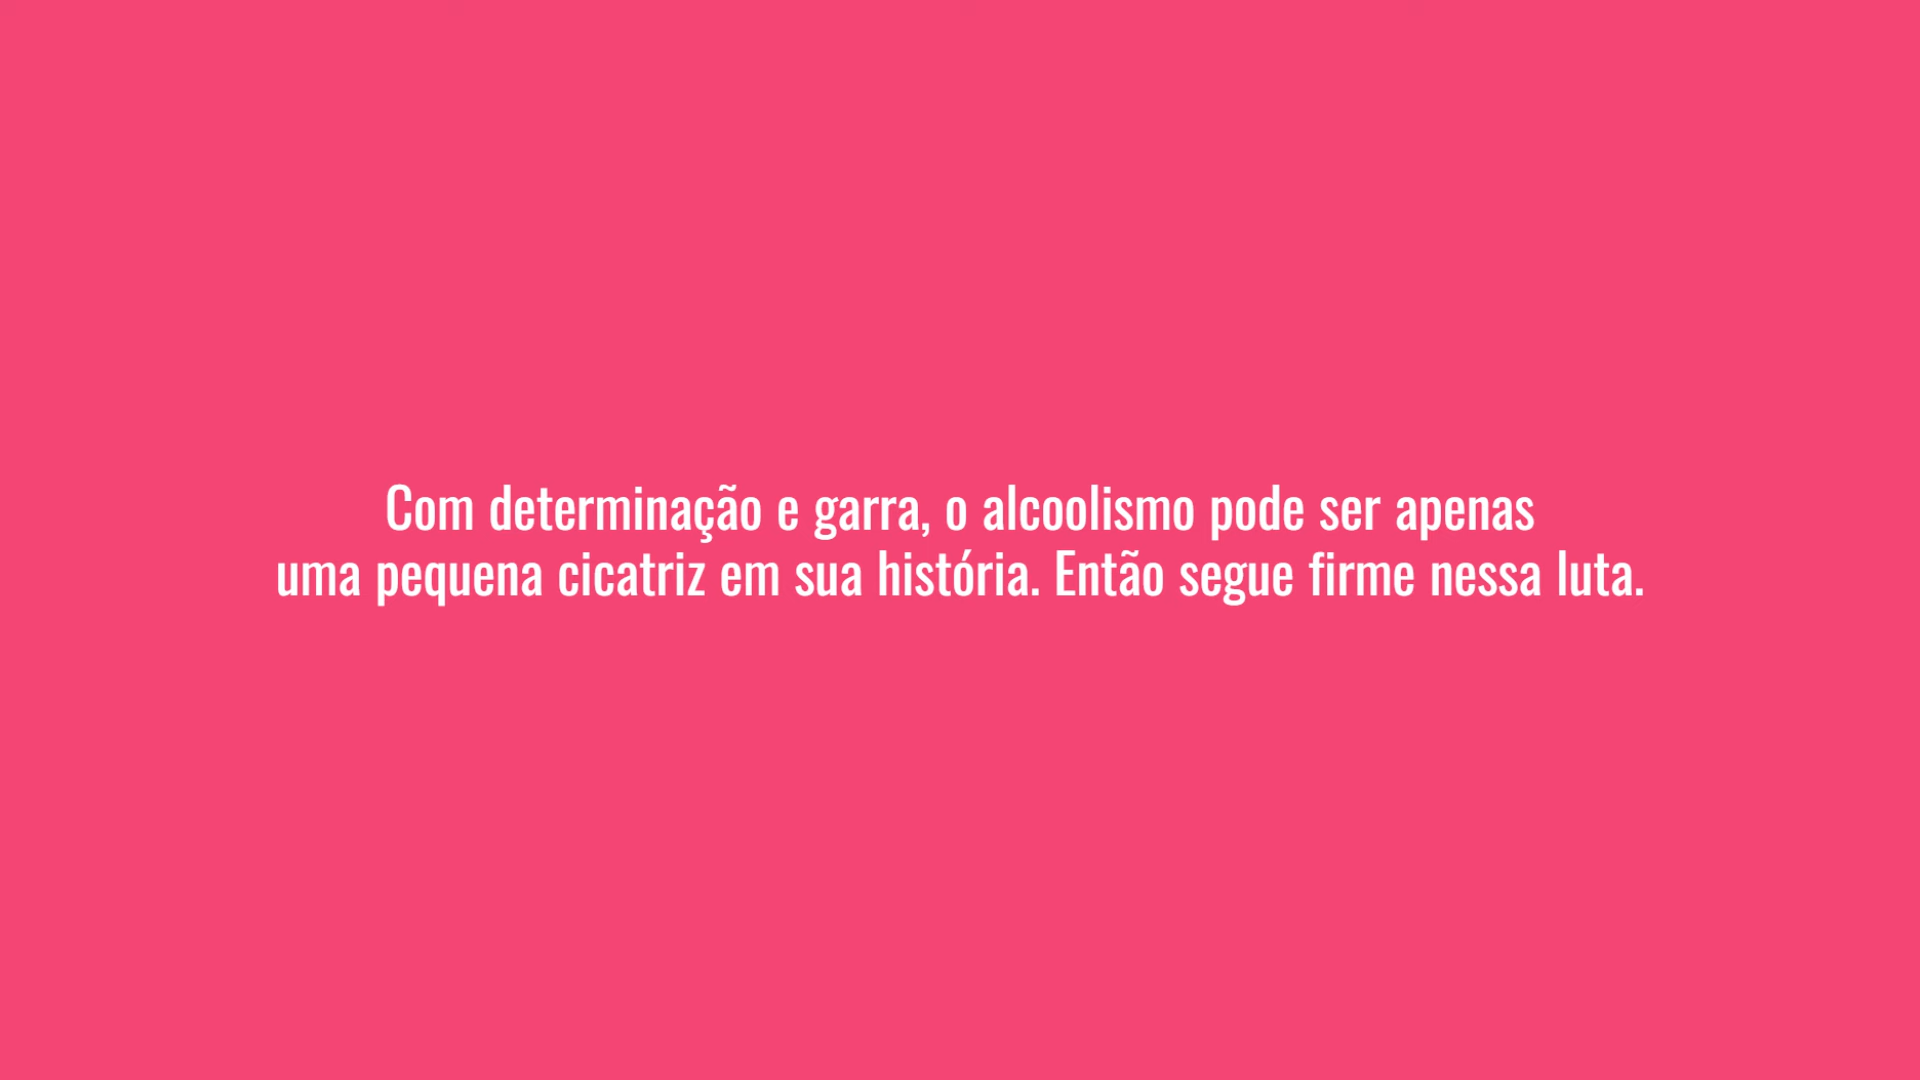 Com determinação e garra, o alcoolismo pode ser apenas
uma pequena cicatriz em sua história. Então segue firme nessa luta.